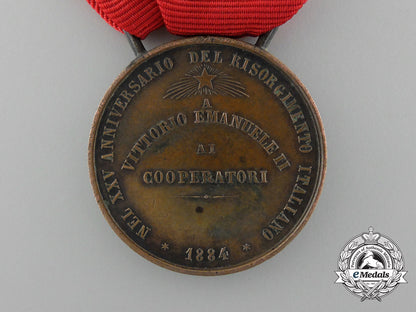 NEL XXV ANNIVERSARIO DEL RISORGIMENTO ITALIANO
A
VITTORIO EMANUELE II
AI
COOPERATORI
* 1884 *
eMedals